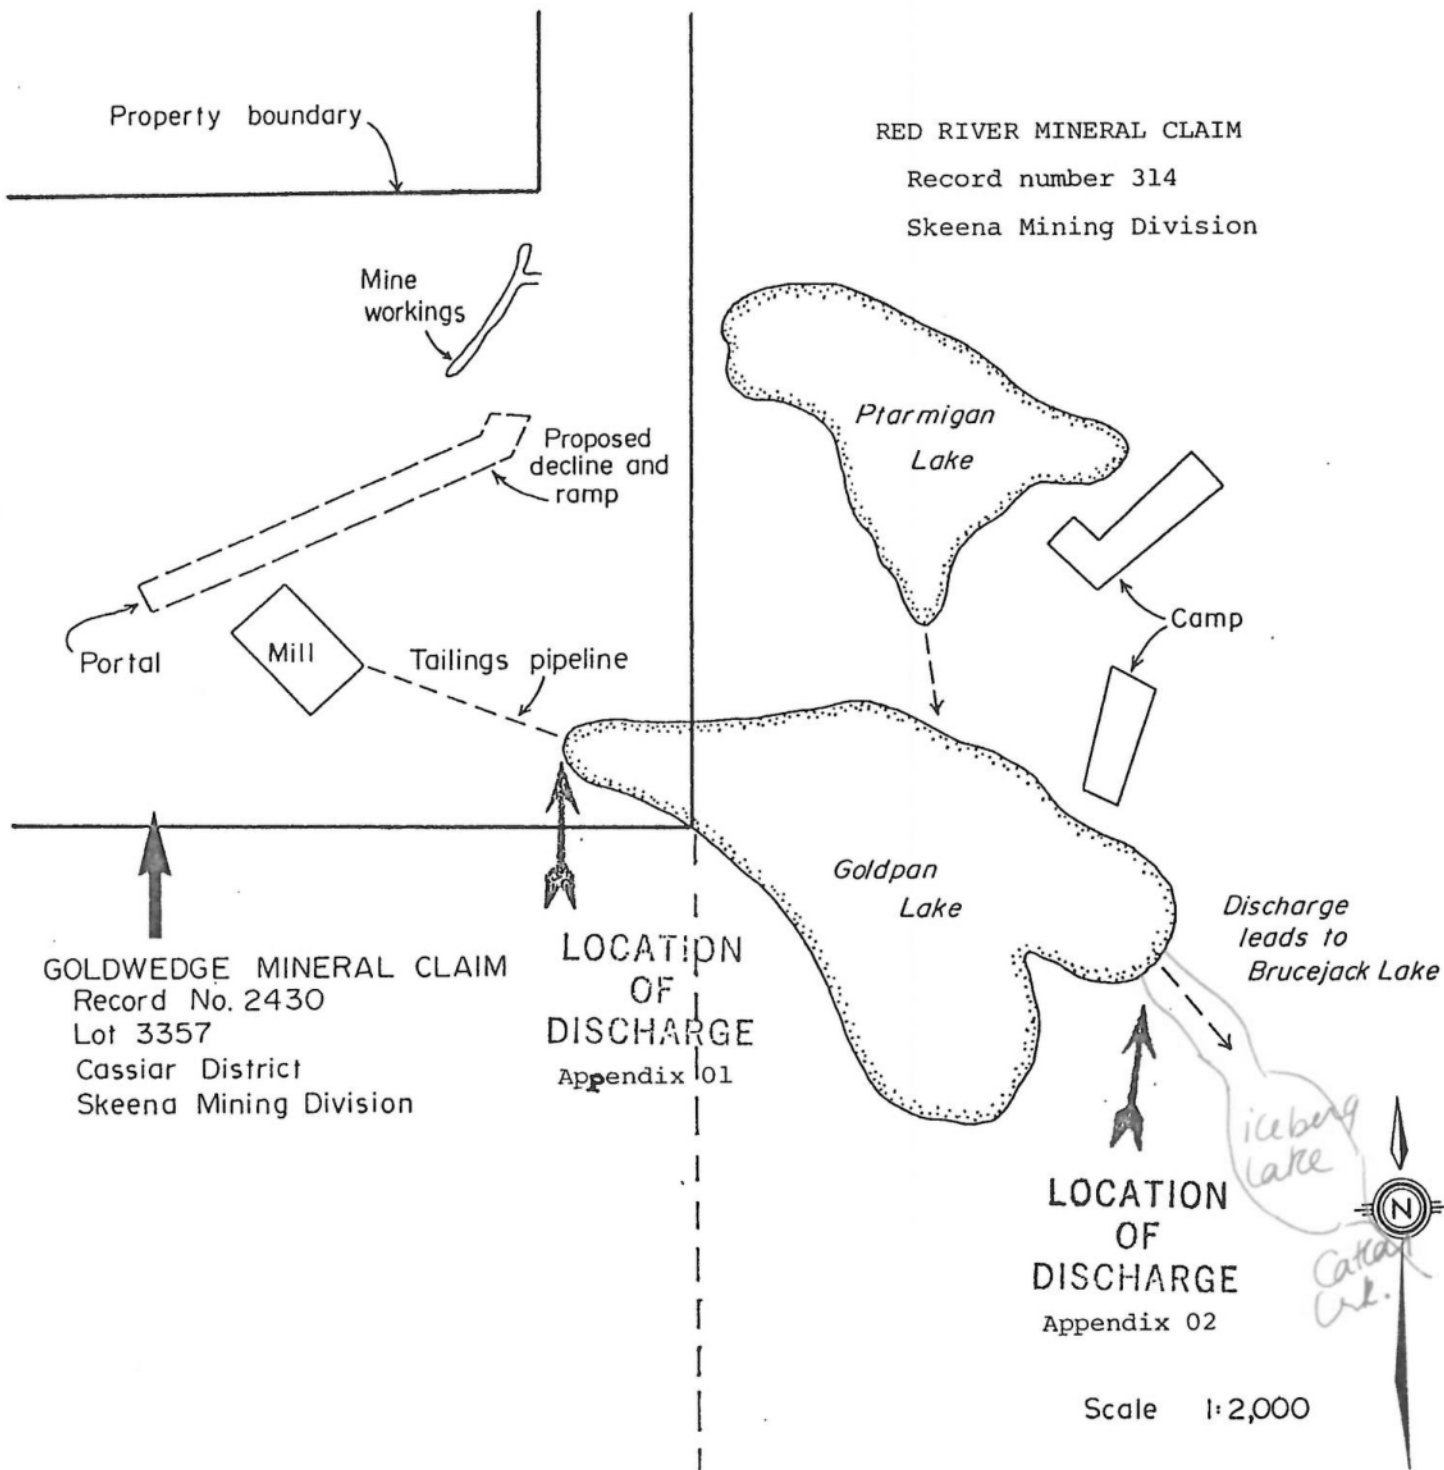 Property boundary
RED RIVER MINERAL CLAIM
Record number 314
Skeena Mining Division
Mine
workings
Ptarmigan
Lake
Proposed
decline and
ramp
Camp
Portal
Mill
Tailings pipeline
Goldpan
Lake
Discharge
leads to
Brucejack Lake
GOLDWEDGE MINERAL CLAIM
Record No. 2430
Lot 3357
Cassiar District
Skeena Mining Division
LOCATION
OF
DISCHARGE
Appendix 01
iceberg
Lake
LOCATION
OF
DISCHARGE
Appendix 02
N
Scale 1:2,000